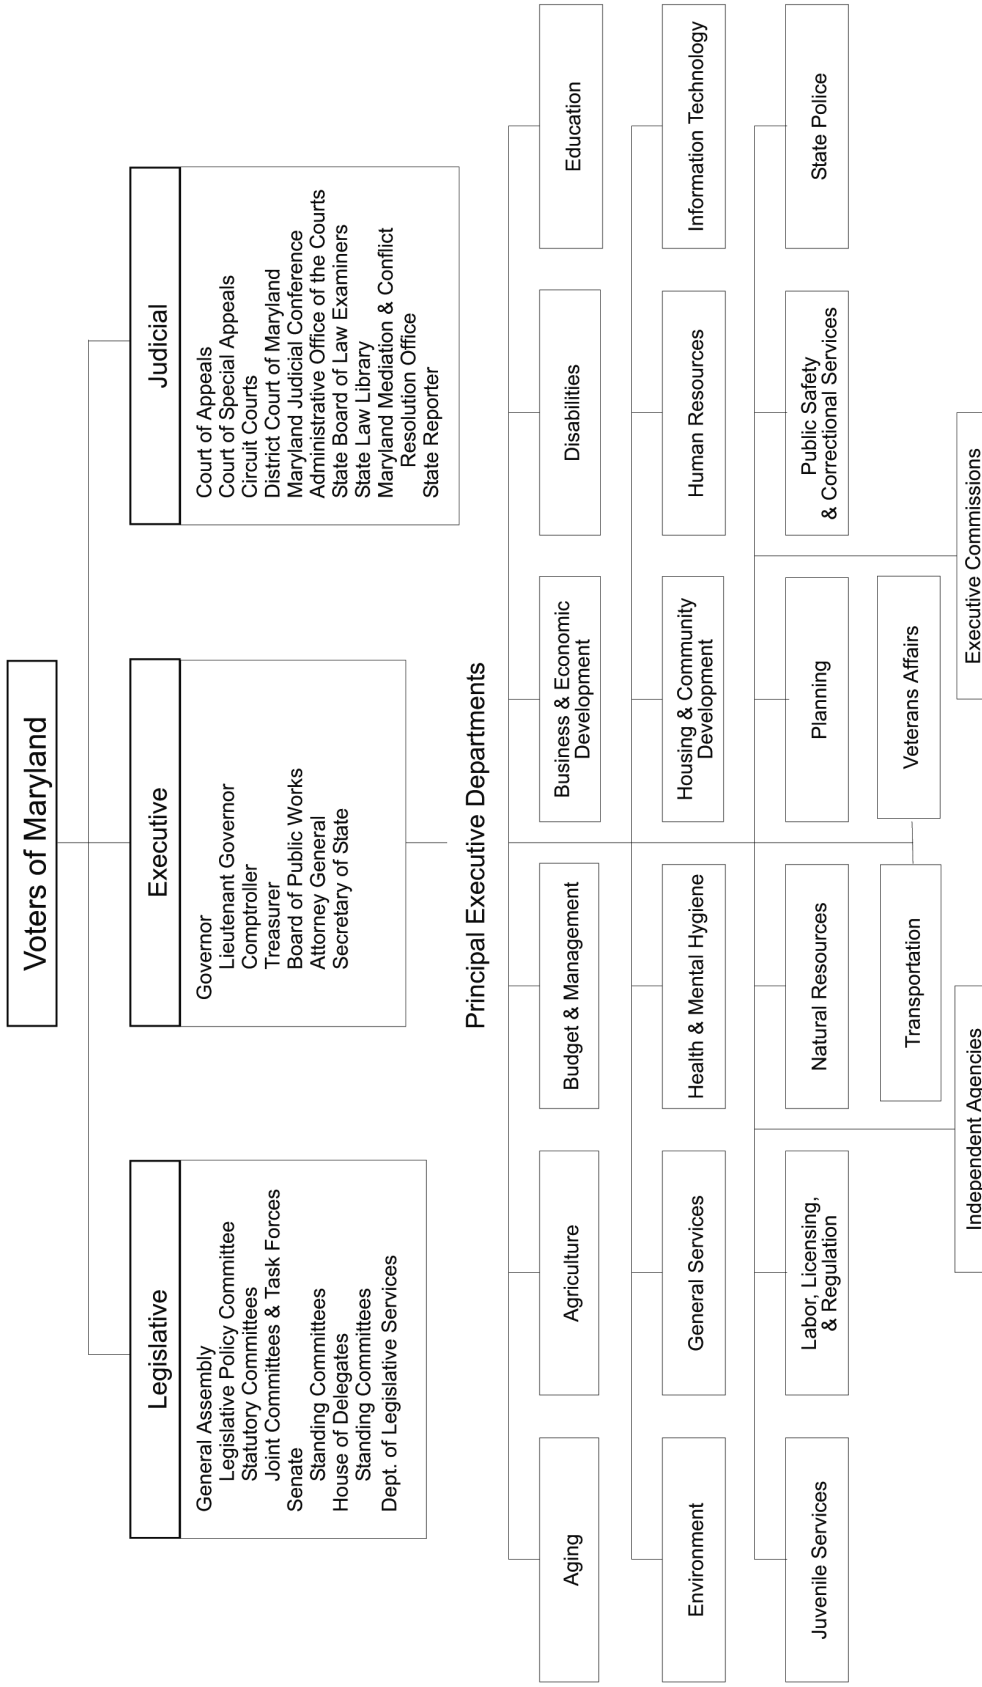 Voters of Maryland
Legislative
General Assembly
Legislative Policy Committee
Statutory Committees
Joint Committees & Task Forces
Senate
Standing Committees
House of Delegates
Standing Committees
Dept. of Legislative Services
Executive
Governor
Lieutenant Governor
Comptroller
Treasurer
Board of Public Works
Attorney General
Secretary of State
Judicial
Court of Appeals
Court of Special Appeals
Circuit Courts
District Court of Maryland
Maryland Judicial Conference
Administrative Office of the Courts
State Board of Law Examiners
State Law Library
Maryland Mediation & Conflict
Resolution Office
State Reporter
Principal Executive Departments
Aging
Agriculture
Budget & Management
Business & Economic
Development
Disabilities
Education
Environment
General Services
Health & Mental Hygiene
Housing & Community
Development
Human Resources
Information Technology
Juvenile Services
Labor, Licensing,
& Regulation
Natural Resources
Planning
Public Safety
& Correctional Services
State Police
Transportation
Veterans Affairs
Independent Agencies
Executive Commissions